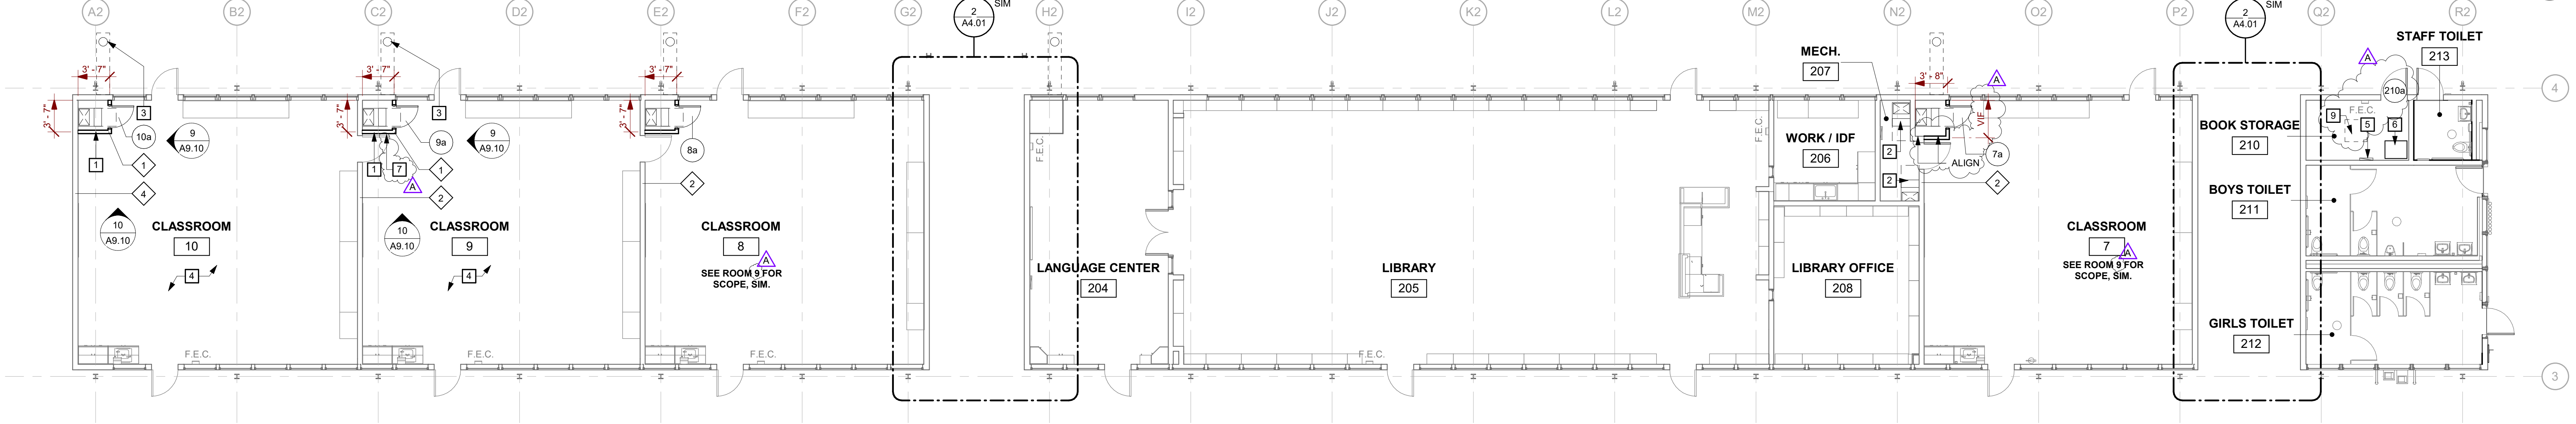 A2
B2
C2
D2
E2
F2
G2
H2
I2
J2
K2
L2
M2
N2
O2
P2
Q2
R2
2
A4.01
SIM
2
A4.01
SIM
3' - 7"
3' - 7"
3
10a
9
A9.10
1
1
4
10
A9.10
CLASSROOM
10
4
F.E.C.
3' - 7"
3' - 7"
3
9a
9
A9.10
1
7
1
A
2
10
A9.10
CLASSROOM
9
4
F.E.C.
3' - 7"
3' - 7"
8a
2
CLASSROOM
8
A
SEE ROOM 9 FOR
SCOPE, SIM.
F.E.C.
F.E.C.
LANGUAGE CENTER
204
LIBRARY
205
F.E.C.
F.E.C.
MECH.
207
WORK / IDF
206
2
2
LIBRARY OFFICE
208
3' - 8"
A
VIF
ALIGN
7a
2
CLASSROOM
7
A
SEE ROOM 9 FOR
SCOPE, SIM.
STAFF TOILET
213
A
210a
F.E.C.
9
5
6
BOOK STORAGE
210
BOYS TOILET
211
GIRLS TOILET
212
4
3